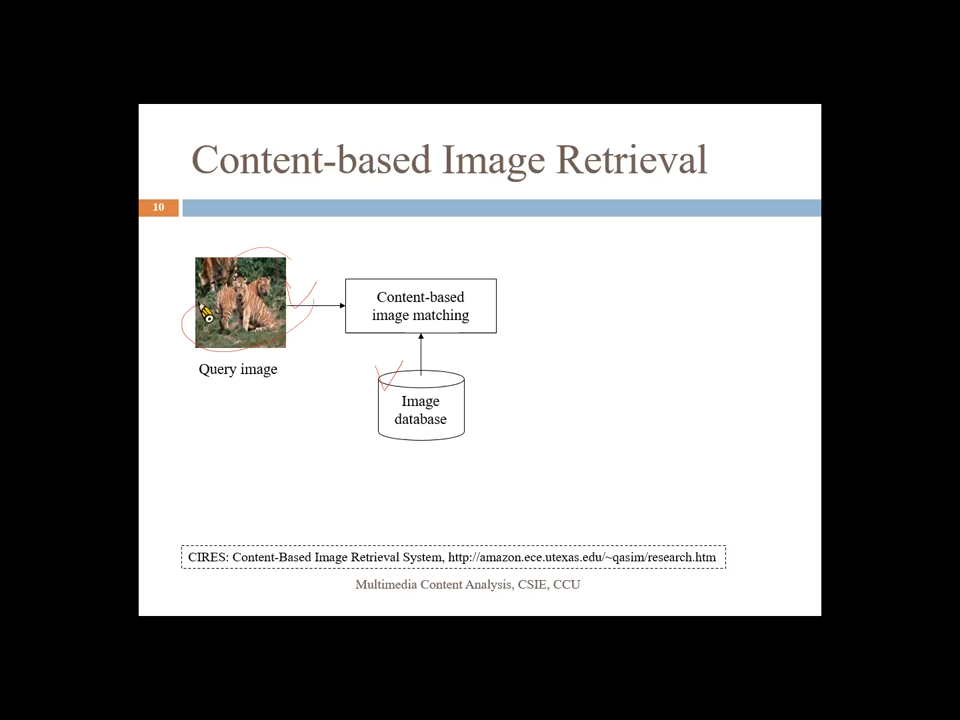 Content-based Image Retrieval
10
Content-based
image matching
Query image
Image
database
CIRES: Content-Based Image Retrieval System, http://amazon.ece.utexas.edu/~qasim/research.htm
Multimedia Content Analysis, CSIE, CCU